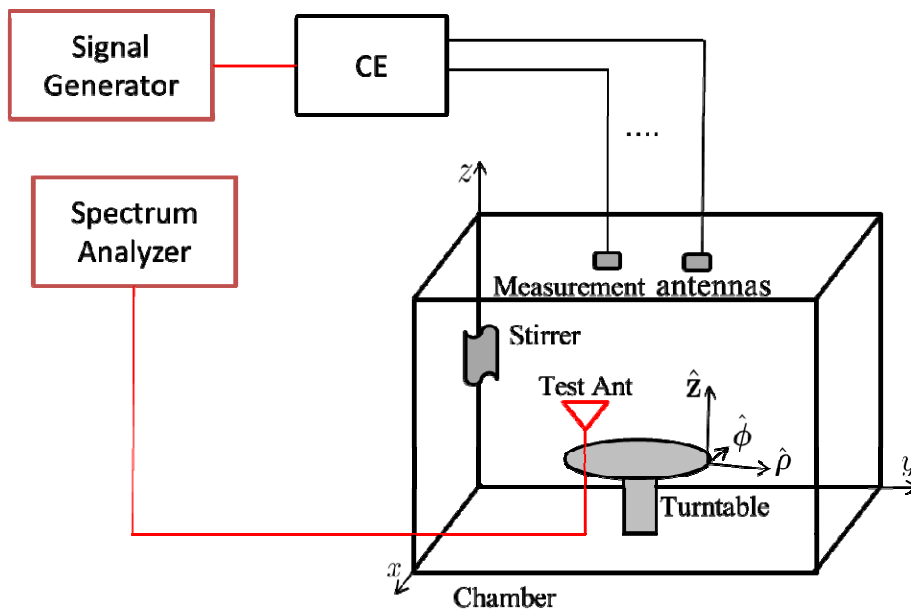 Signal
Generator
CE
....
Spectrum
Analyzer
z
Measurement antennas
Stirrer
Test Ant
ẑ
ϕ̂
ρ̂
y
Turntable
x
Chamber